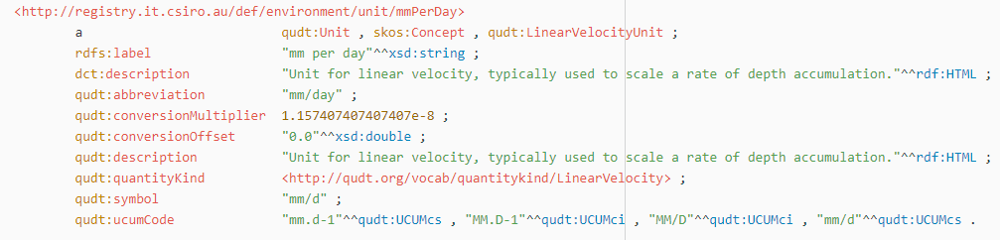 <http://registry.it.csiro.au/def/environment/unit/mmPerDay>
a qudt:Unit , skos:Concept , qudt:LinearVelocityUnit ;
rdfs:label "mm per day"^^xsd:string ;
dct:description "Unit for linear velocity, typically used to scale a rate of depth accumulation."^^rdf:HTML ;
qudt:abbreviation "mm/day" ;
qudt:conversionMultiplier 1.157407407407407e-8 ;
qudt:conversionOffset "0.0"^^xsd:double ;
qudt:description "Unit for linear velocity, typically used to scale a rate of depth accumulation."^^rdf:HTML ;
qudt:quantityKind <http://qudt.org/vocab/quantitykind/LinearVelocity> ;
qudt:symbol "mm/d" ;
qudt:ucumCode "mm.d-1"^^qudt:UCUMcs , "MM.D-1"^^qudt:UCUMci , "MM/D"^^qudt:UCUMci , "mm/d"^^qudt:UCUMcs .